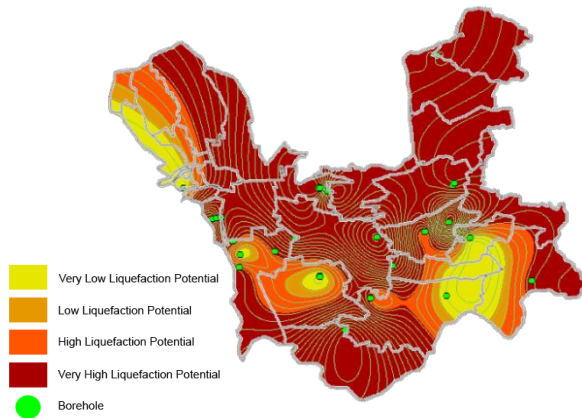 Very Low Liquefaction Potential
Low Liquefaction Potential
High Liquefaction Potential
Very High Liquefaction Potential
Borehole